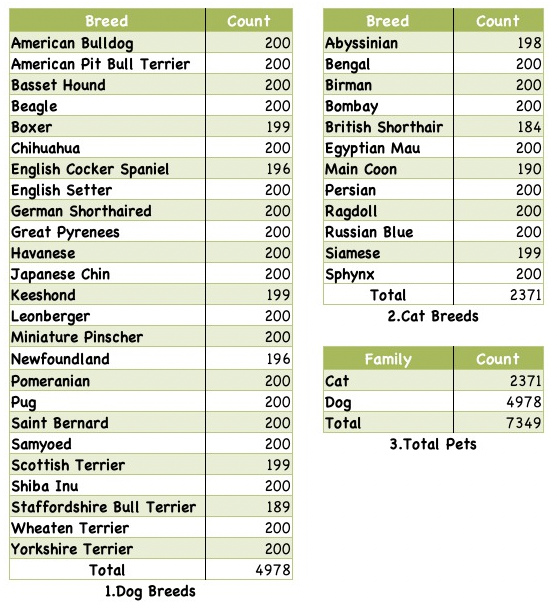 Breed Count
American Bulldog 200
American Pit Bull Terrier 200
Basset Hound 200
Beagle 200
Boxer 199
Chihuahua 200
English Cocker Spaniel 196
English Setter 200
German Shorthaired 200
Great Pyrenees 200
Havanese 200
Japanese Chin 200
Keeshond 199
Leonberger 200
Miniature Pinscher 200
Newfoundland 196
Pomeranian 200
Pug 200
Saint Bernard 200
Samyoed 200
Scottish Terrier 199
Shiba Inu 200
Staffordshire Bull Terrier 189
Wheaten Terrier 200
Yorkshire Terrier 200
Total 4978
1.Dog Breeds
Breed Count
Abyssinian 198
Bengal 200
Birman 200
Bombay 200
British Shorthair 184
Egyptian Mau 200
Main Coon 190
Persian 200
Ragdoll 200
Russian Blue 200
Siamese 199
Sphynx 200
Total 2371
2.Cat Breeds
Family Count
Cat 2371
Dog 4978
Total 7349
3.Total Pets